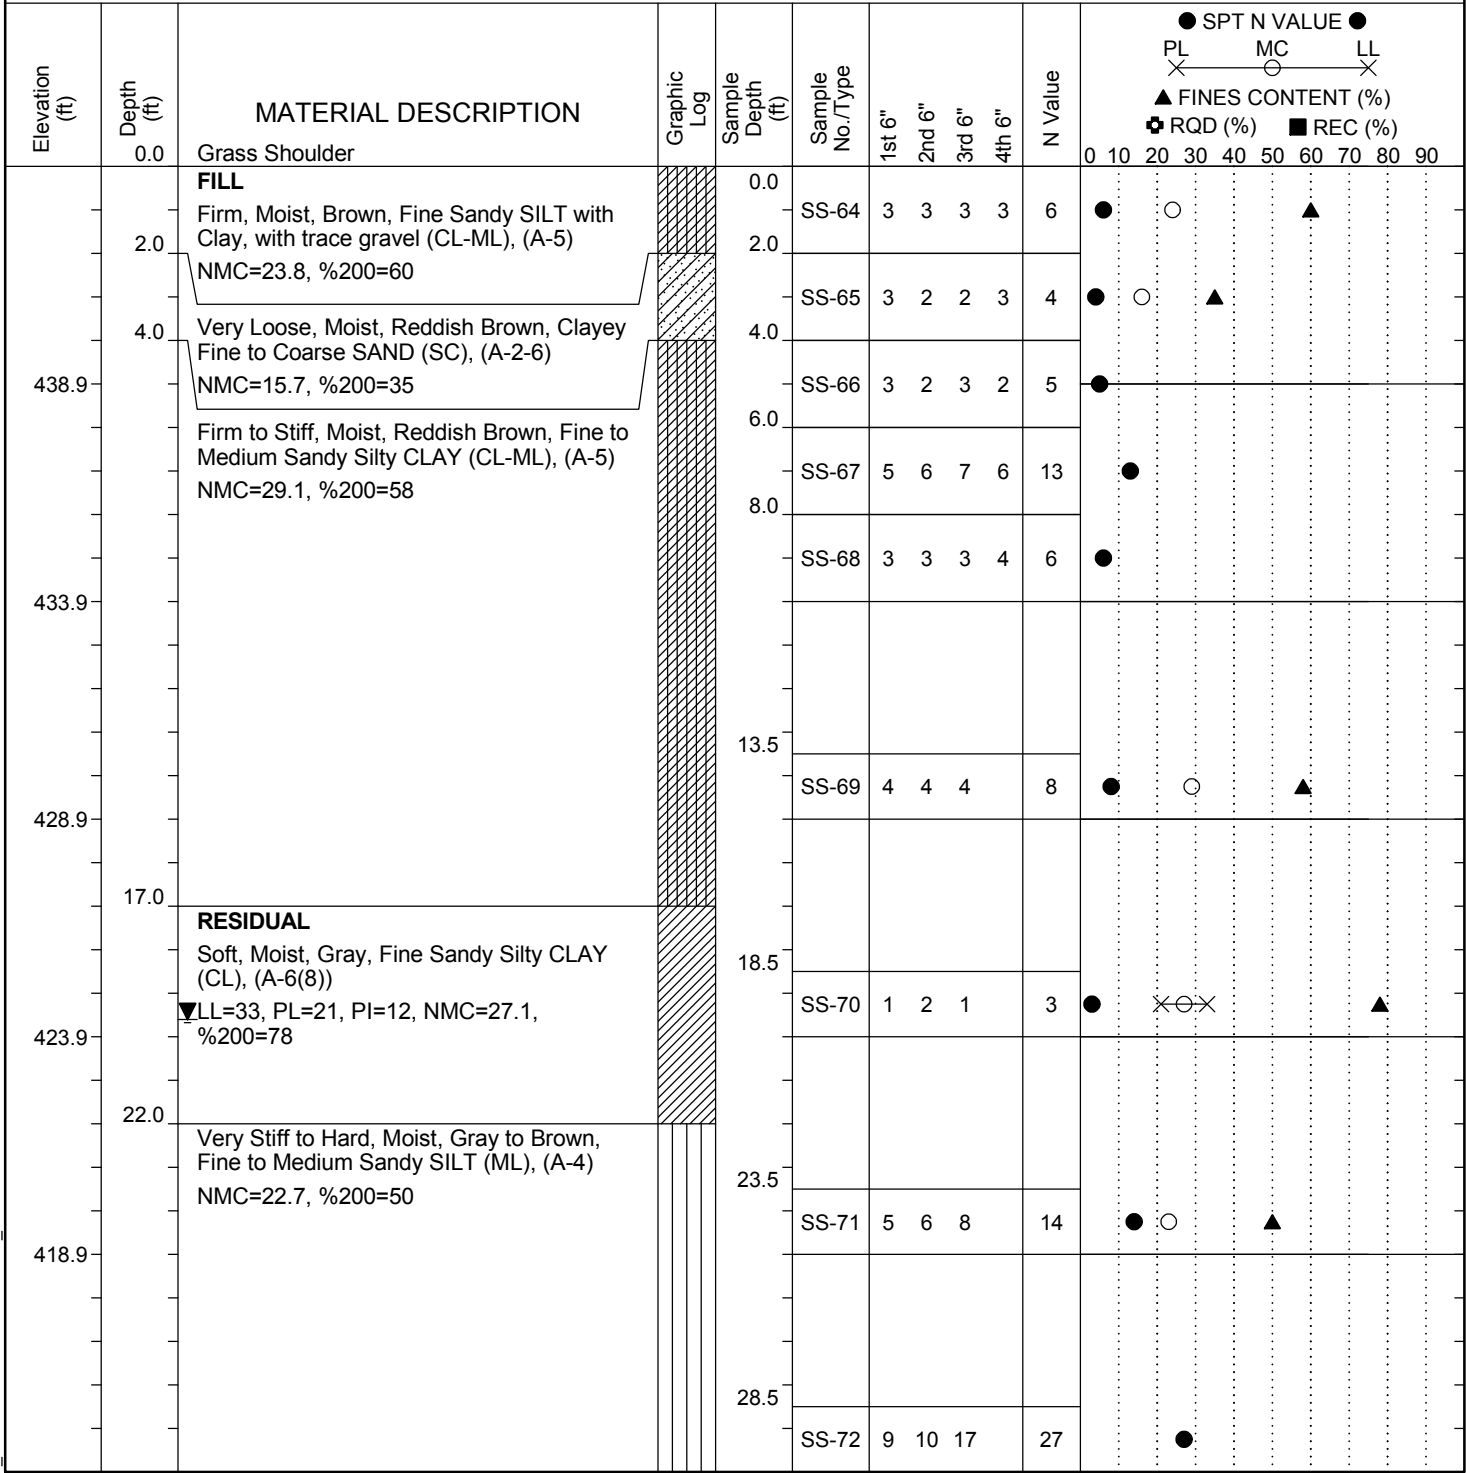 Elevation
(ft)
Depth
(ft)
MATERIAL DESCRIPTION
Graphic
Log
Sample
Depth
(ft)
Sample
No./Type
1st 6"
2nd 6"
3rd 6"
4th 6"
N Value
SPT N VALUE
PL MC LL
FINES CONTENT (%)
RQD (%) REC (%)
0 10 20 30 40 50 60 70 80 90
0.0 Grass Shoulder
FILL
0.0
Firm, Moist, Brown, Fine Sandy SILT with
SS-64 3 3 3 3 6
Clay, with trace gravel (CL-ML), (A-5)
2.0 2.0
NMC=23.8, %200=60
SS-65 3 2 2 3 4
Very Loose, Moist, Reddish Brown, Clayey
4.0 4.0
Fine to Coarse SAND (SC), (A-2-6)
438.9 NMC=15.7, %200=35 SS-66 3 2 3 2 5
6.0
Firm to Stiff, Moist, Reddish Brown, Fine to
Medium Sandy Silty CLAY (CL-ML), (A-5)
SS-67 5 6 7 6 13
NMC=29.1, %200=58
8.0
SS-68 3 3 3 4 6
433.9
13.5
SS-69 4 4 4 8
428.9
17.0
RESIDUAL
Soft, Moist, Gray, Fine Sandy Silty CLAY
18.5
(CL), (A-6(8))
SS-70 1 2 1 3
LL=33, PL=21, PI=12, NMC=27.1,
423.9 %200=78
22.0
Very Stiff to Hard, Moist, Gray to Brown,
Fine to Medium Sandy SILT (ML), (A-4)
23.5
NMC=22.7, %200=50
SS-71 5 6 8 14
418.9
28.5
SS-72 9 10 17 27